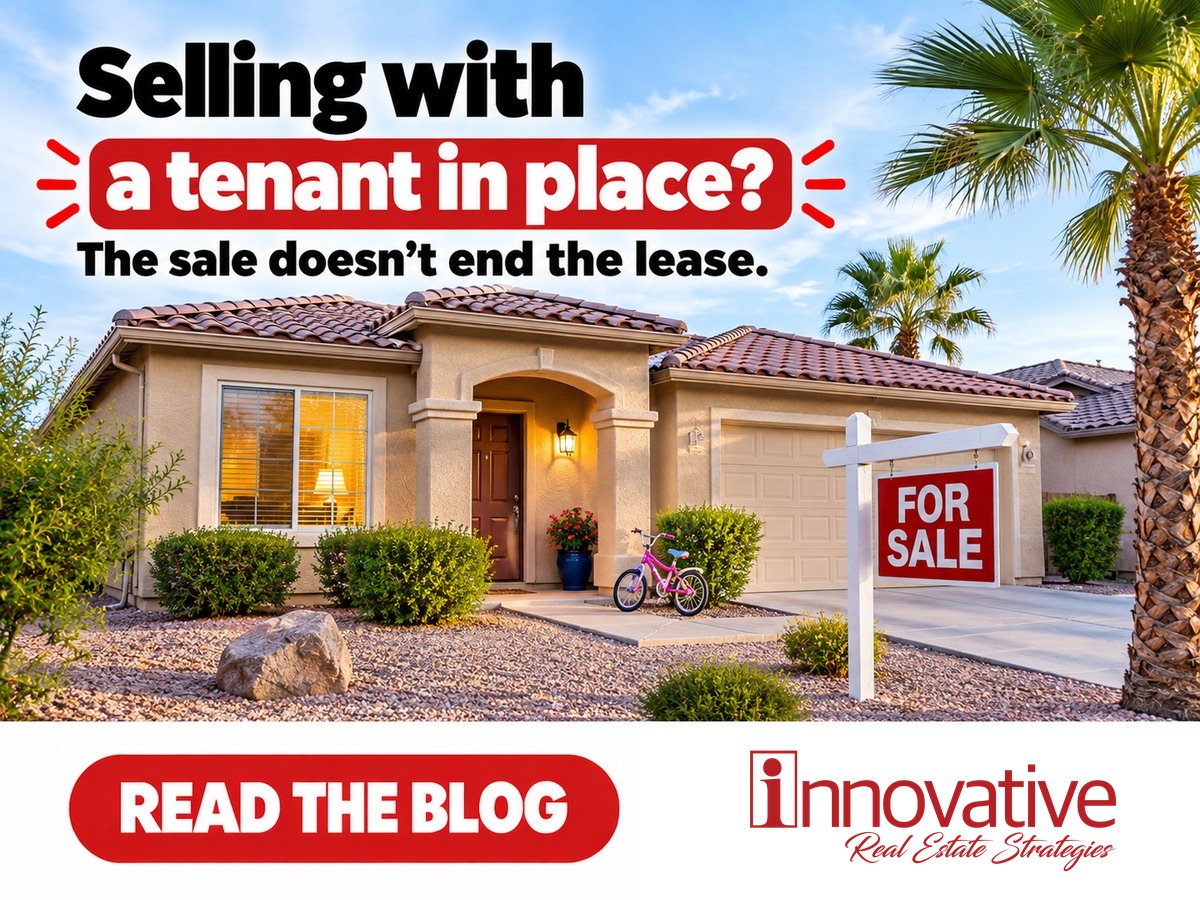 Selling with
a tenant in place?
The sale doesn't end the lease.
FOR
SALE
READ THE BLOG
innovative
Real Estate Strategies